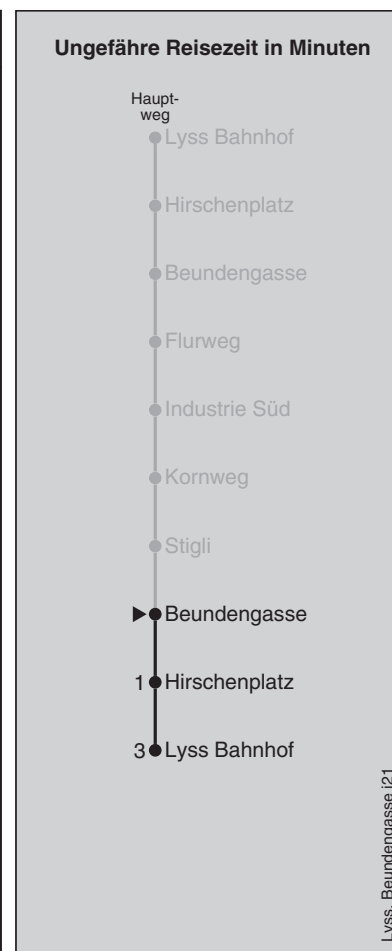 Ungefähre Reisezeit in Minuten
Haupt-
weg
Lyss Bahnhof
Hirschenplatz
Beundengasse
Flurweg
Industrie Süd
Kornweg
Stigli
Beundengasse
1 Hirschenplatz
3 Lyss Bahnhof
Lyss, Beundengasse j21